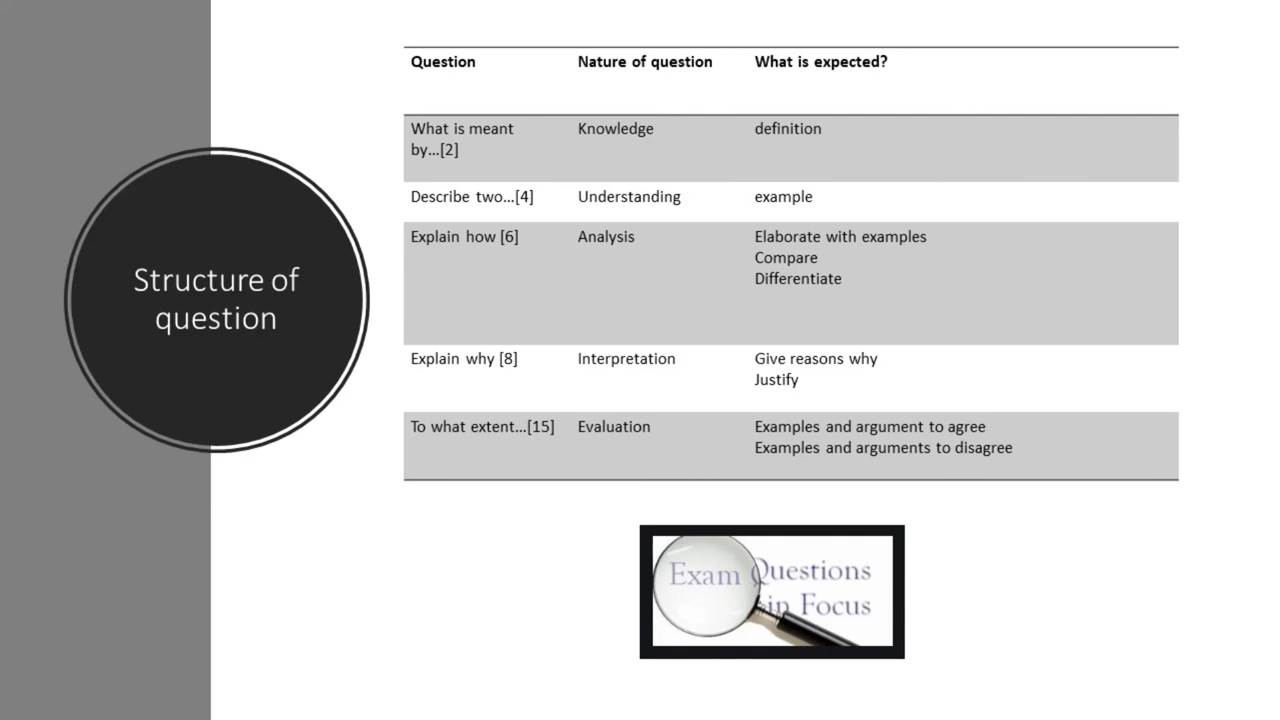 Structure of
question
Question Nature of question What is expected?
What is meant
by...[2] Knowledge definition
Describe two...[4] Understanding example
Explain how [6] Analysis Elaborate with examples
Compare
Differentiate
Explain why [8] Interpretation Give reasons why
Justify
To what extent...[15] Evaluation Examples and argument to agree
Examples and arguments to disagree
Exam Questions
in Focus